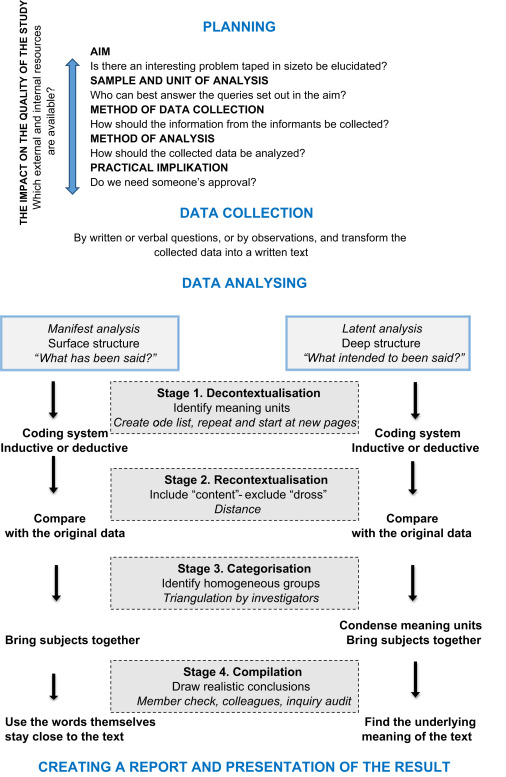 PLANNING
THE IMPACT ON THE QUALITY OF THE STUDY
Which external and internal resources
are available?
AIM
Is there an interesting problem taped in sizeto be elucidated?
SAMPLE AND UNIT OF ANALYSIS
Who can best answer the queries set out in the aim?
METHOD OF DATA COLLECTION
How should the information from the informants be collected?
METHOD OF ANALYSIS
How should the collected data be analyzed?
PRACTICAL IMPLIKATION
Do we need someone’s approval?
DATA COLLECTION
By written or verbal questions, or by observations, and transform the
collected data into a written text
DATA ANALYSING
Manifest analysis
Surface structure
“What has been said?”
Latent analysis
Deep structure
“What intended to been said?”
Stage 1. Decontextualisation
Identify meaning units
Create ode list, repeat and start at new pages
Coding system
Inductive or deductive
Coding system
Inductive or deductive
Stage 2. Recontextualisation
Include “content”- exclude “dross”
Distance
Compare
with the original data
Compare
with the original data
Stage 3. Categorisation
Identify homogeneous groups
Triangulation by investigators
Bring subjects together
Condense meaning units
Bring subjects together
Stage 4. Compilation
Draw realistic conclusions
Member check, colleagues, inquiry audit
Use the words themselves
stay close to the text
Find the underlying
meaning of the text
CREATING A REPORT AND PRESENTATION OF THE RESULT